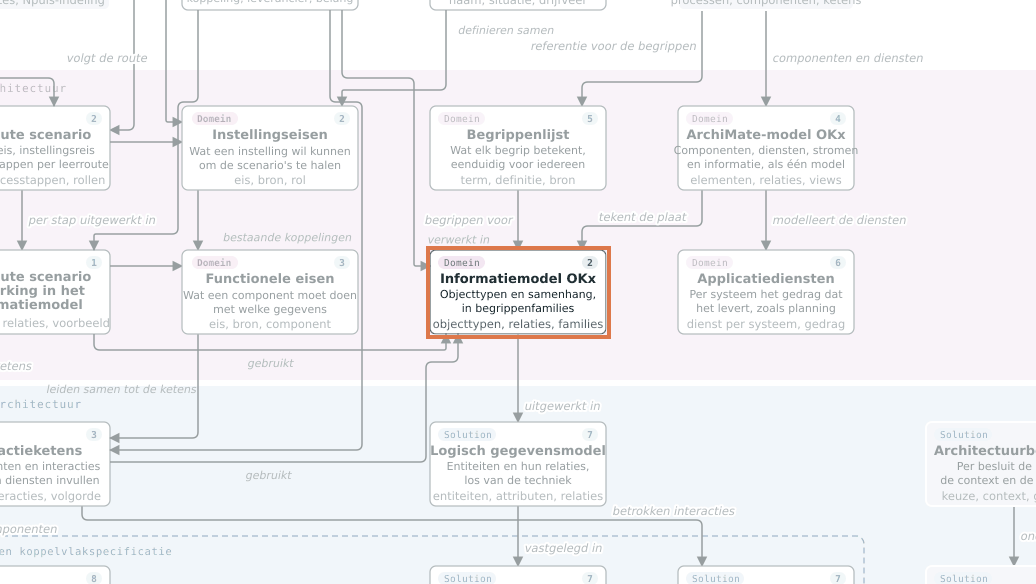 koppeling, leverancier, belang
naam, situatie, drijfveer
processen, componenten, ketens
definiëren samen
volgt de route
referentie voor de begrippen
componenten en diensten
Domein 2
Instellingseisen
Wat een instelling wil kunnen
om de scenario's te halen
eis, bron, rol
Domein 5
Begrippenlijst
Wat elk begrip betekent,
eenduidig voor iedereen
term, definitie, bron
Domein 4
ArchiMate-model OKx
Componenten, diensten, stromen
en informatie, als één model
elementen, relaties, views
2
ute scenario
eis, instellingsreis
appen per leerroute
cesstappen, rollen
per stap uitgewerkt in
bestaande koppelingen
begrippen voor
verwerkt in
tekent de plaat
modelleert de diensten
1
ute scenario
rking in het
matiemodel
relaties, voorbeeld
Domein 3
Functionele eisen
Wat een component moet doen
met welke gegevens
eis, bron, component
Domein 2
Informatiemodel OKx
Objecttypen en samenhang,
in begrippenfamilies
objecttypen, relaties, families
Domein 6
Applicatiediensten
Per systeem het gedrag dat
het levert, zoals planning
dienst per systeem, gedrag
gebruikt
etens
leiden samen tot de ketens
rchitectuur
uitgewerkt in
3
actieketens
nten en interacties
diensten invullen
eracties, volgorde
Solution 7
Logisch gegevensmodel
Entiteiten en hun relaties,
los van de techniek
entiteiten, attributen, relaties
Solution
Architectuurb
Per besluit de
de context en de
keuze, context, g
gebruikt
betrokken interacties
mponenten
en koppelvlakspecificatie
vastgelegd in
on
8
Solution 7
Solution 7
Solution